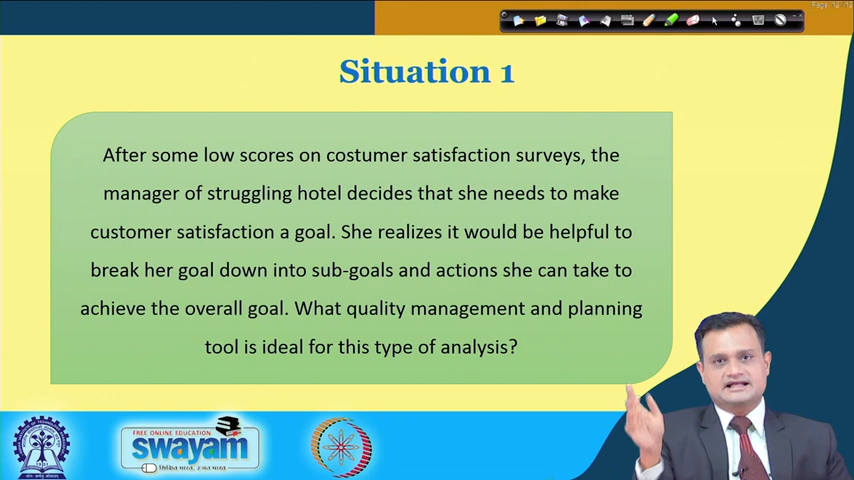 Situation 1
After some low scores on costumer satisfaction surveys, the
manager of struggling hotel decides that she needs to make
customer satisfaction a goal. She realizes it would be helpful to
break her goal down into sub-goals and actions she can take to
achieve the overall goal. What quality management and planning
tool is ideal for this type of analysis?
FREE ONLINE EDUCATION
swayam